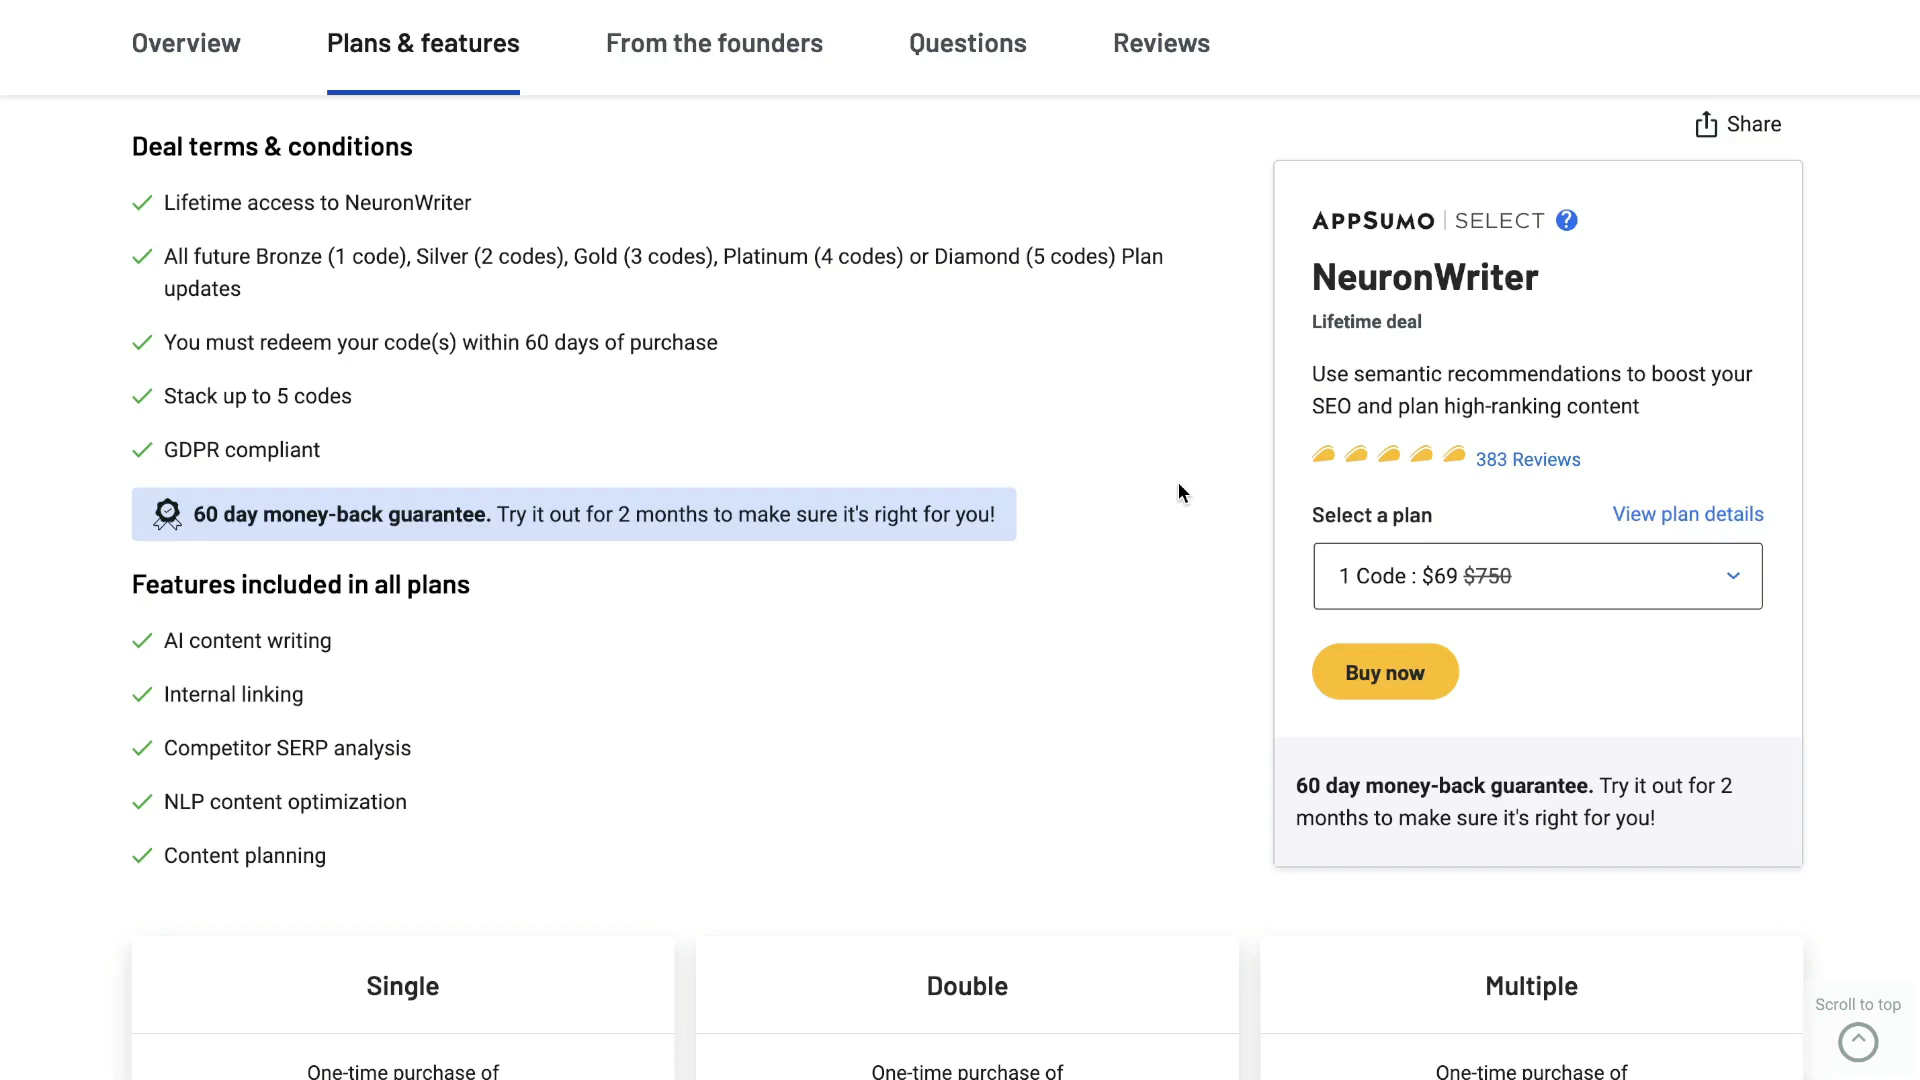 Overview Plans & features From the founders Questions Reviews
Share
Deal terms & conditions
Lifetime access to NeuronWriter
All future Bronze (1 code), Silver (2 codes), Gold (3 codes), Platinum (4 codes) or Diamond (5 codes) Plan
updates
You must redeem your code(s) within 60 days of purchase
Stack up to 5 codes
GDPR compliant
60 day money-back guarantee. Try it out for 2 months to make sure it's right for you!
Features included in all plans
AI content writing
Internal linking
Competitor SERP analysis
NLP content optimization
Content planning
APPSUMO SELECT ?
NeuronWriter
Lifetime deal
Use semantic recommendations to boost your
SEO and plan high-ranking content
383 Reviews
Select a plan View plan details
1 Code : $69 $750
Buy now
60 day money-back guarantee. Try it out for 2
months to make sure it's right for you!
Single Double Multiple
One-time purchase of One-time purchase of One-time purchase of
Scroll to top